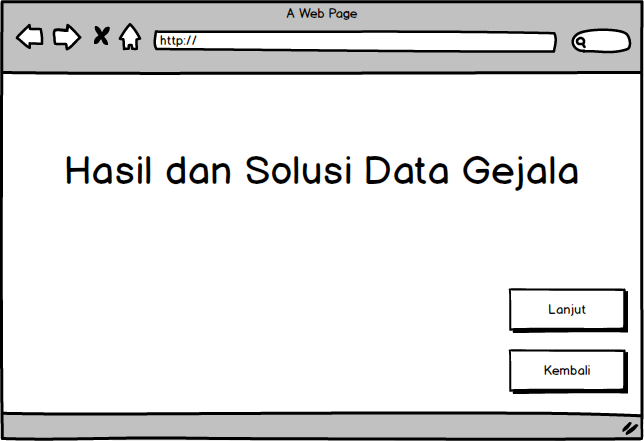 A Web Page
http://
Hasil dan Solusi Data Gejala
Lanjut
Kembali